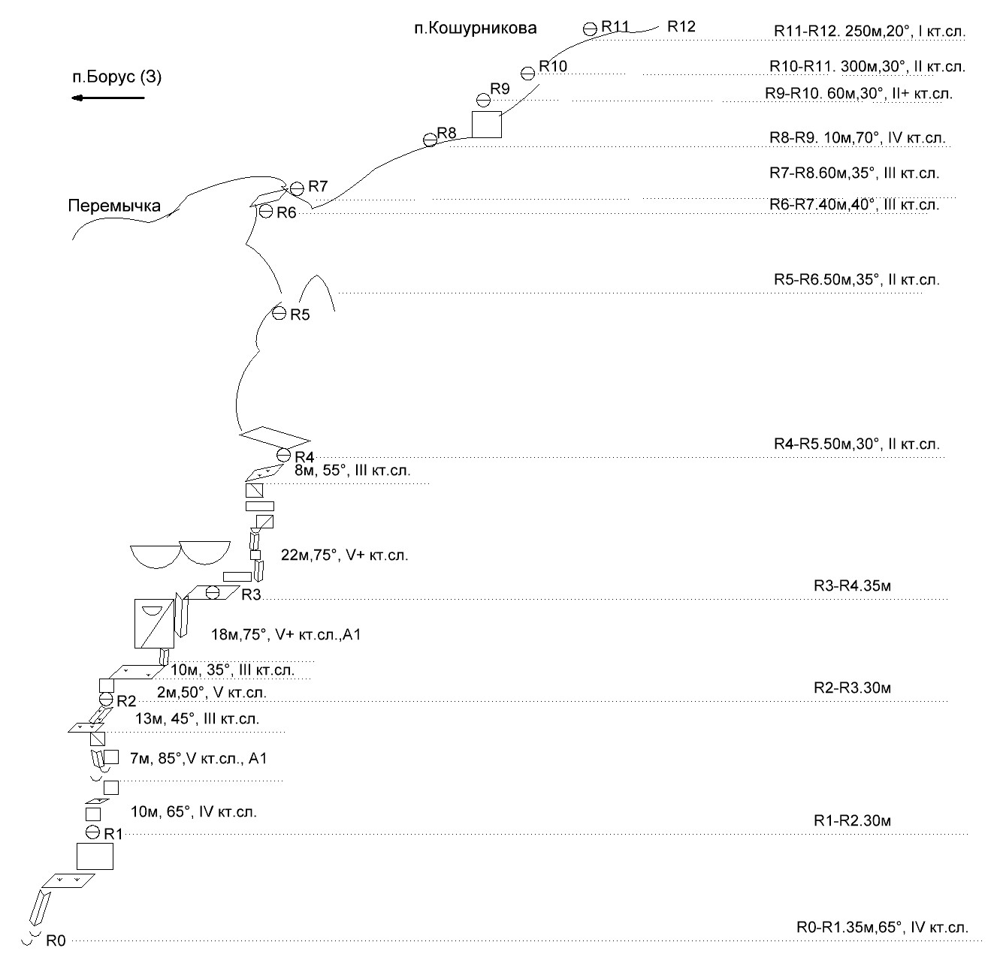 п.Кошурникова
R11
R12
R11-R12. 250м,20°, I кт.сл.
п.Борус (З)
R10
R10-R11. 300м,30°, II кт.сл.
R9
R9-R10. 60м,30°, II+ кт.сл.
R8
R8-R9. 10м,70°, IV кт.сл.
R7-R8.60м,35°, III кт.сл.
R7
Перемычка
R6
R6-R7.40м,40°, III кт.сл.
R5-R6.50м,35°, II кт.сл.
R5
R4-R5.50м,30°, II кт.сл.
R4
8м, 55°, III кт.сл.
22м,75°, V+ кт.сл.
R3-R4.35м
R3
18м,75°, V+ кт.сл.,А1
10м, 35°, III кт.сл.
R2-R3.30м
2м,50°, V кт.сл.
R2
13м, 45°, III кт.сл.
7м, 85°,V кт.сл., А1
10м, 65°, IV кт.сл.
R1-R2.30м
R1
R0-R1.35м,65°, IV кт.сл.
R0